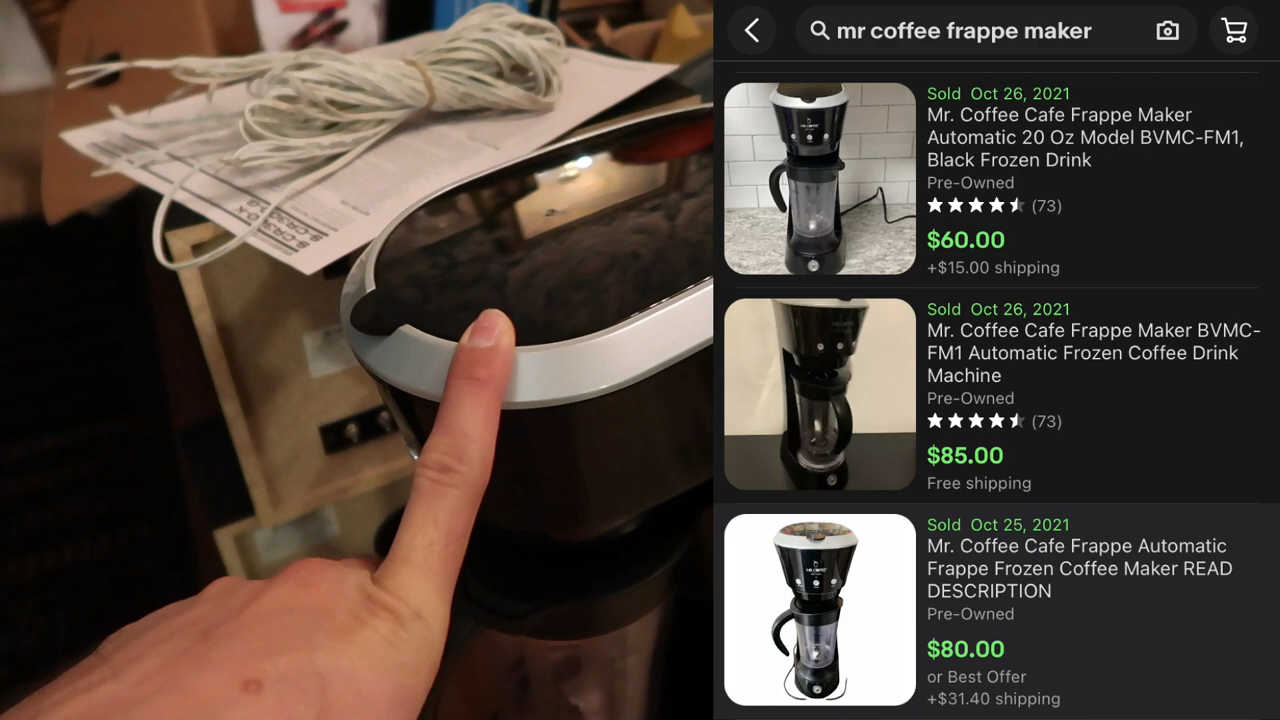 mr coffee frappe maker
Sold Oct 26, 2021
Mr. Coffee Cafe Frappe Maker
Automatic 20 Oz Model BVMC-FM1,
Black Frozen Drink
Pre-Owned
(73)
$60.00
+$15.00 shipping
Sold Oct 26, 2021
Mr. Coffee Cafe Frappe Maker BVMC-
FM1 Automatic Frozen Coffee Drink
Machine
Pre-Owned
(73)
$85.00
Free shipping
Sold Oct 25, 2021
Mr. Coffee Cafe Frappe Automatic
Frappe Frozen Coffee Maker READ
DESCRIPTION
Pre-Owned
$80.00
or Best Offer
+$31.40 shipping